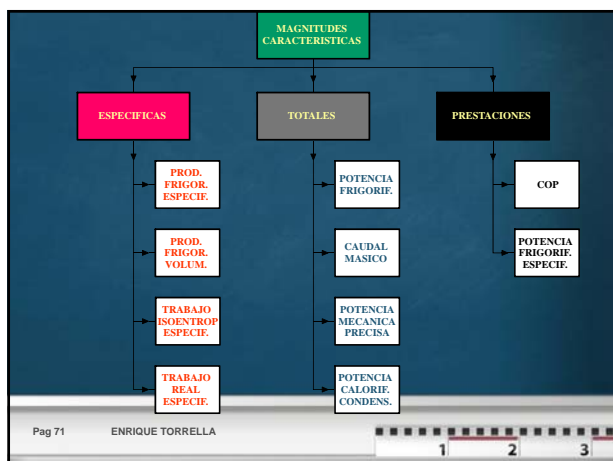 MAGNITUDES
CARACTERISTICAS
ESPECIFICAS
TOTALES
PRESTACIONES
PROD.
FRIGOR.
ESPECIF.
POTENCIA
FRIGORIF.
COP
PROD.
FRIGOR.
VOLUM.
CAUDAL
MASICO
POTENCIA
FRIGORIF.
ESPECIF.
TRABAJO
ISOENTROP
ESPECIF.
POTENCIA
MECANICA
PRECISA
TRABAJO
REAL
ESPECIF.
POTENCIA
CALORIF.
CONDENS.
Pag 71 ENRIQUE TORRELLA
1 2 3